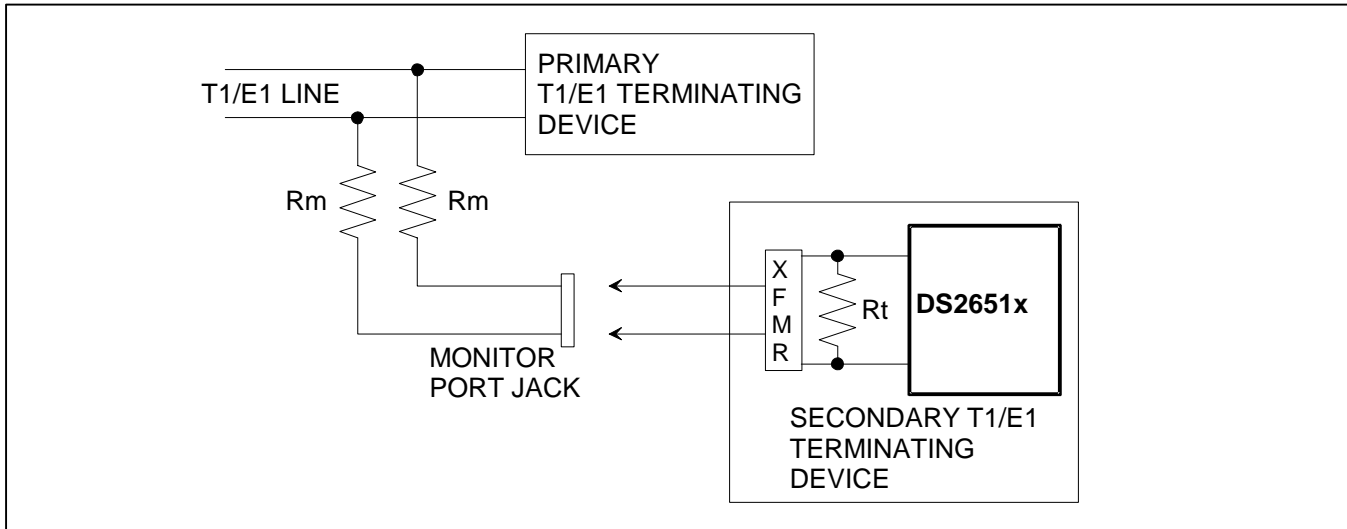 PRIMARY
T1/E1 TERMINATING
DEVICE
T1/E1 LINE
Rm
Rm
X
F
M
R
Rt
DS2651x
MONITOR
PORT JACK
SECONDARY T1/E1
TERMINATING
DEVICE